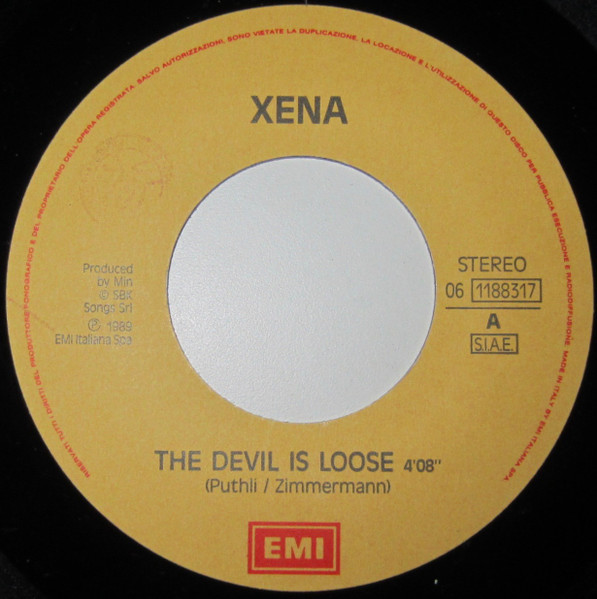 RISERVATI TUTTI I DIRITTI DEL PRODUTTORE FONOGRAFICO E DEL PROPRIETARIO DELL'OPERA REGISTRATA. SALVO AUTORIZZAZIONI, SONO VIETATE LA DUPLICAZIONE, LA LOCAZIONE E L'UTILIZZAZIONE DI QUESTO DISCO PER PUBBLICA ESECUZIONE E RADIODIFFUSIONE. MADE IN ITALY BY EMI ITALIANA SPA.
XENA
Produced
by Min
© SBK
Songs Srl
℗ 1989
EMI Italiana Spa
STEREO
06 1188317
A
S.I.A.E.
THE DEVIL IS LOOSE 4'08"
(Puthli / Zimmermann)
EMI